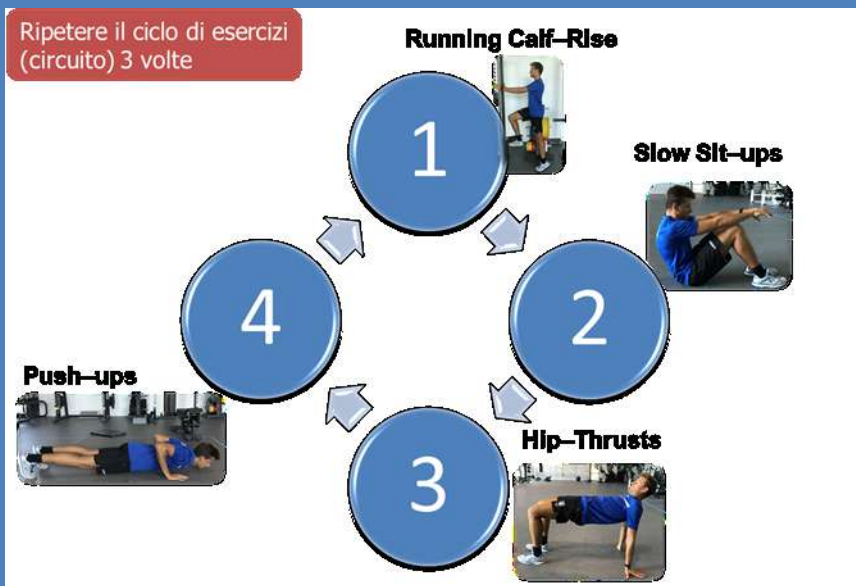 Ripetere il ciclo di esercizi
(circuito) 3 volte
Running Calf–Rise
1
Slow Sit–ups
4
2
Push–ups
Hip–Thrusts
3